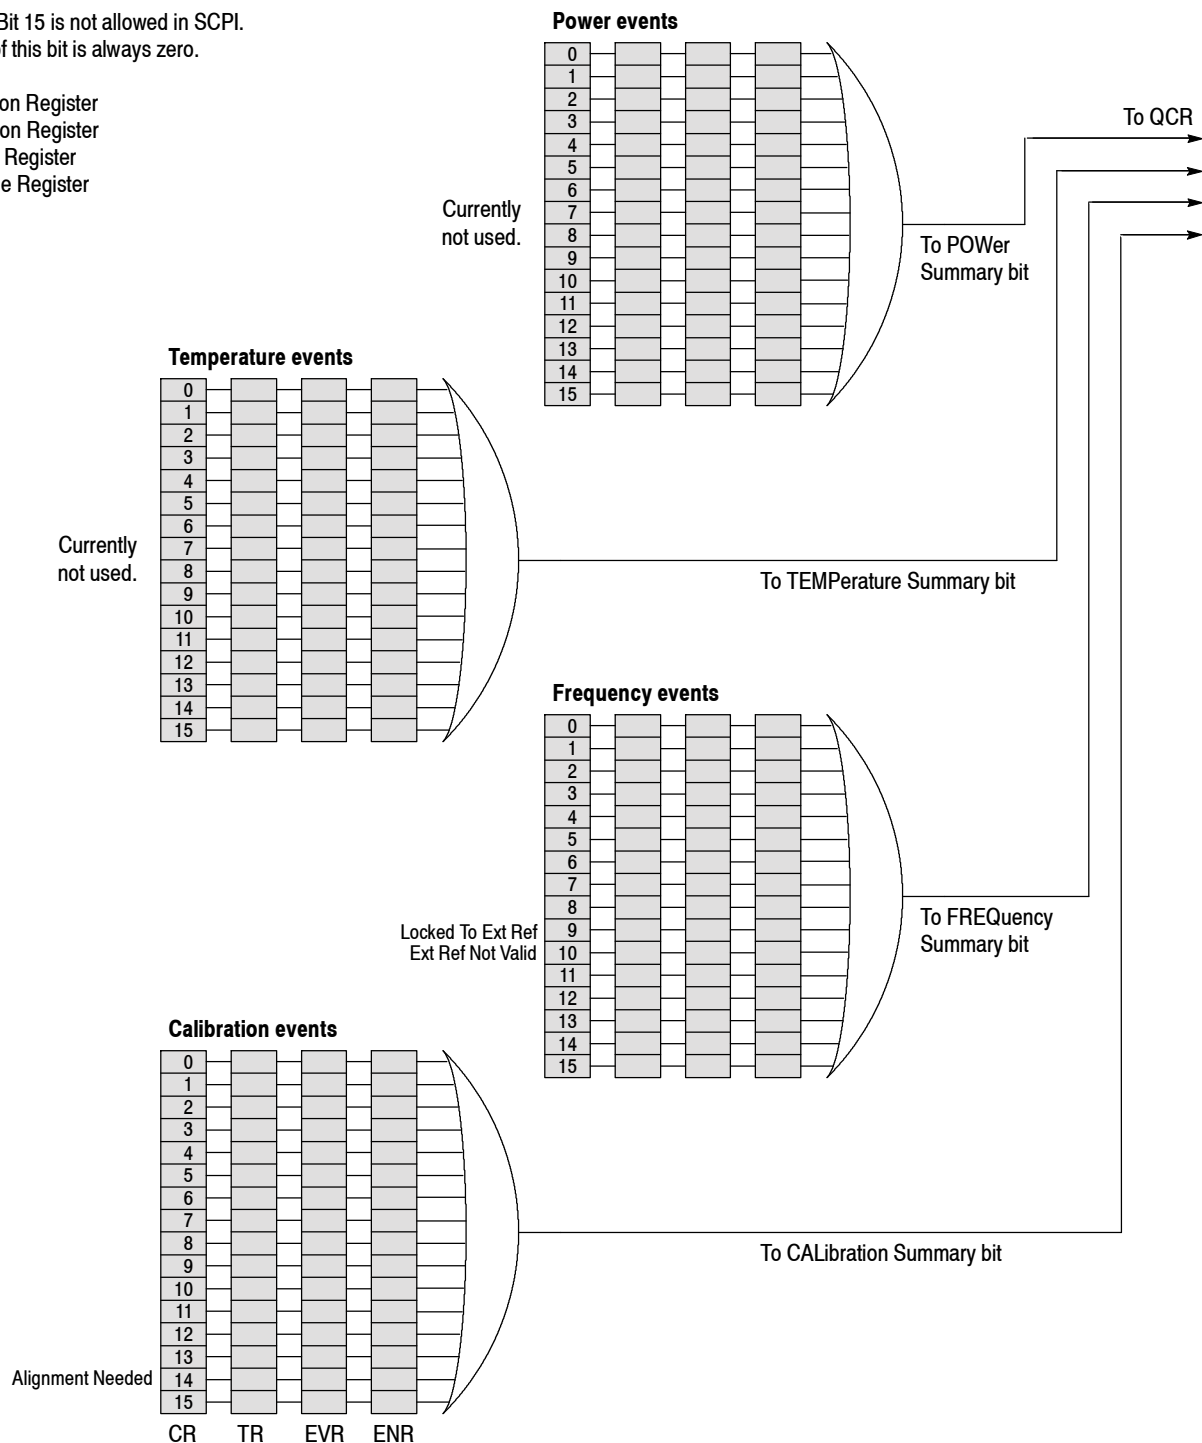 Bit 15 is not allowed in SCPI.
of this bit is always zero.
on Register
on Register
Register
e Register
Power events
0
1
2
3
4
5
6
7
8
9
10
11
12
13
14
15
Currently
not used.
To POWer
Summary bit
To QCR
Temperature events
0
1
2
3
4
5
6
7
8
9
10
11
12
13
14
15
Currently
not used.
To TEMPerature Summary bit
Frequency events
0
1
2
3
4
5
6
7
8
9
10
11
12
13
14
15
Locked To Ext Ref
Ext Ref Not Valid
To FREQuency
Summary bit
Calibration events
0
1
2
3
4
5
6
7
8
9
10
11
12
13
14
15
Alignment Needed
To CALibration Summary bit
CR TR EVR ENR